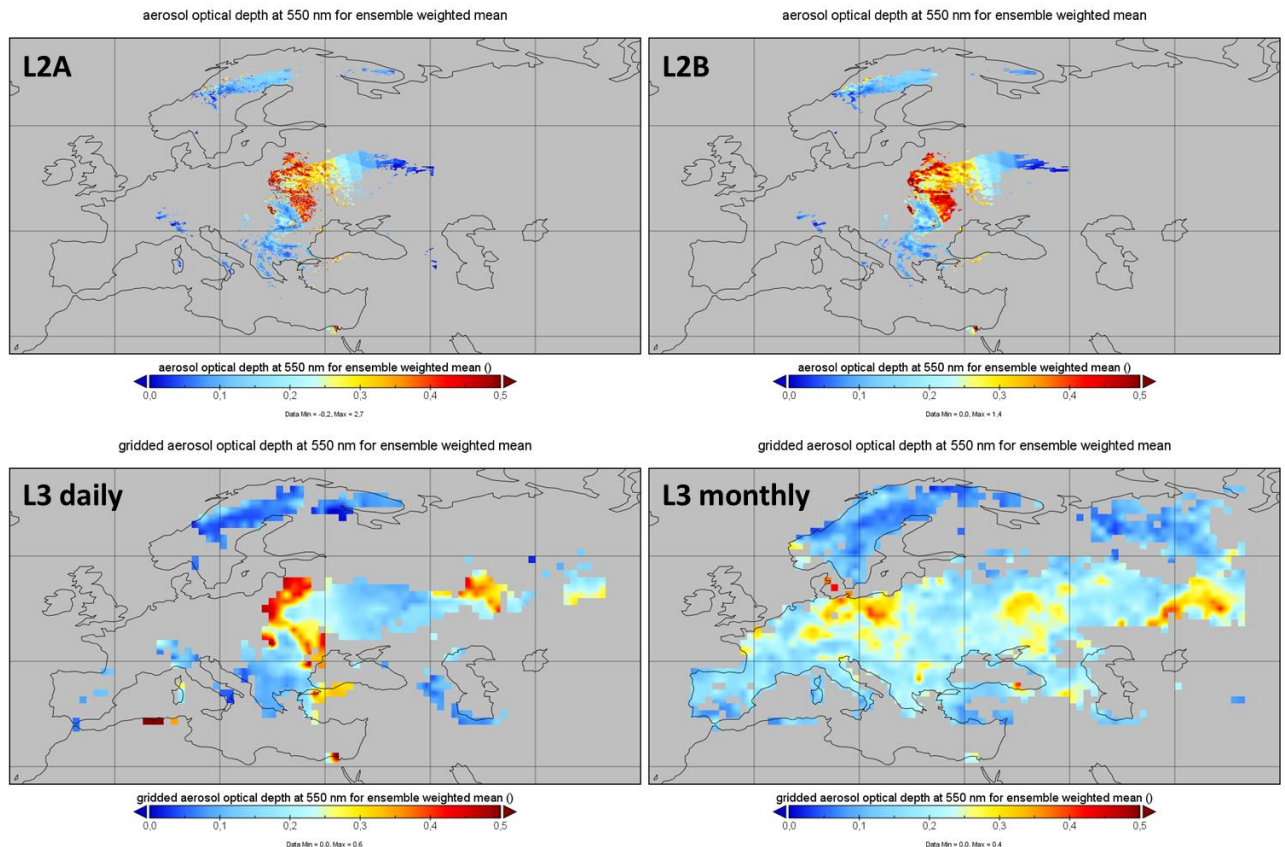 aerosol optical depth at 550 nm for ensemble weighted mean
L2A
aerosol optical depth at 550 nm for ensemble weighted mean ()
0,0 0,1 0,2 0,3 0,4 0,5
Data Min = -0.2, Max = 2.7
aerosol optical depth at 550 nm for ensemble weighted mean
L2B
aerosol optical depth at 550 nm for ensemble weighted mean ()
0,0 0,1 0,2 0,3 0,4 0,5
Data Min = 0.0, Max = 1,4
gridded aerosol optical depth at 550 nm for ensemble weighted mean
L3 daily
gridded aerosol optical depth at 550 nm for ensemble weighted mean ()
0,0 0,1 0,2 0,3 0,4 0,5
Data Min = 0.0, Max = 0.6
gridded aerosol optical depth at 550 nm for ensemble weighted mean
L3 monthly
gridded aerosol optical depth at 550 nm for ensemble weighted mean ()
0,0 0,1 0,2 0,3 0,4 0,5
Data Min = 0.0, Max = 0.4